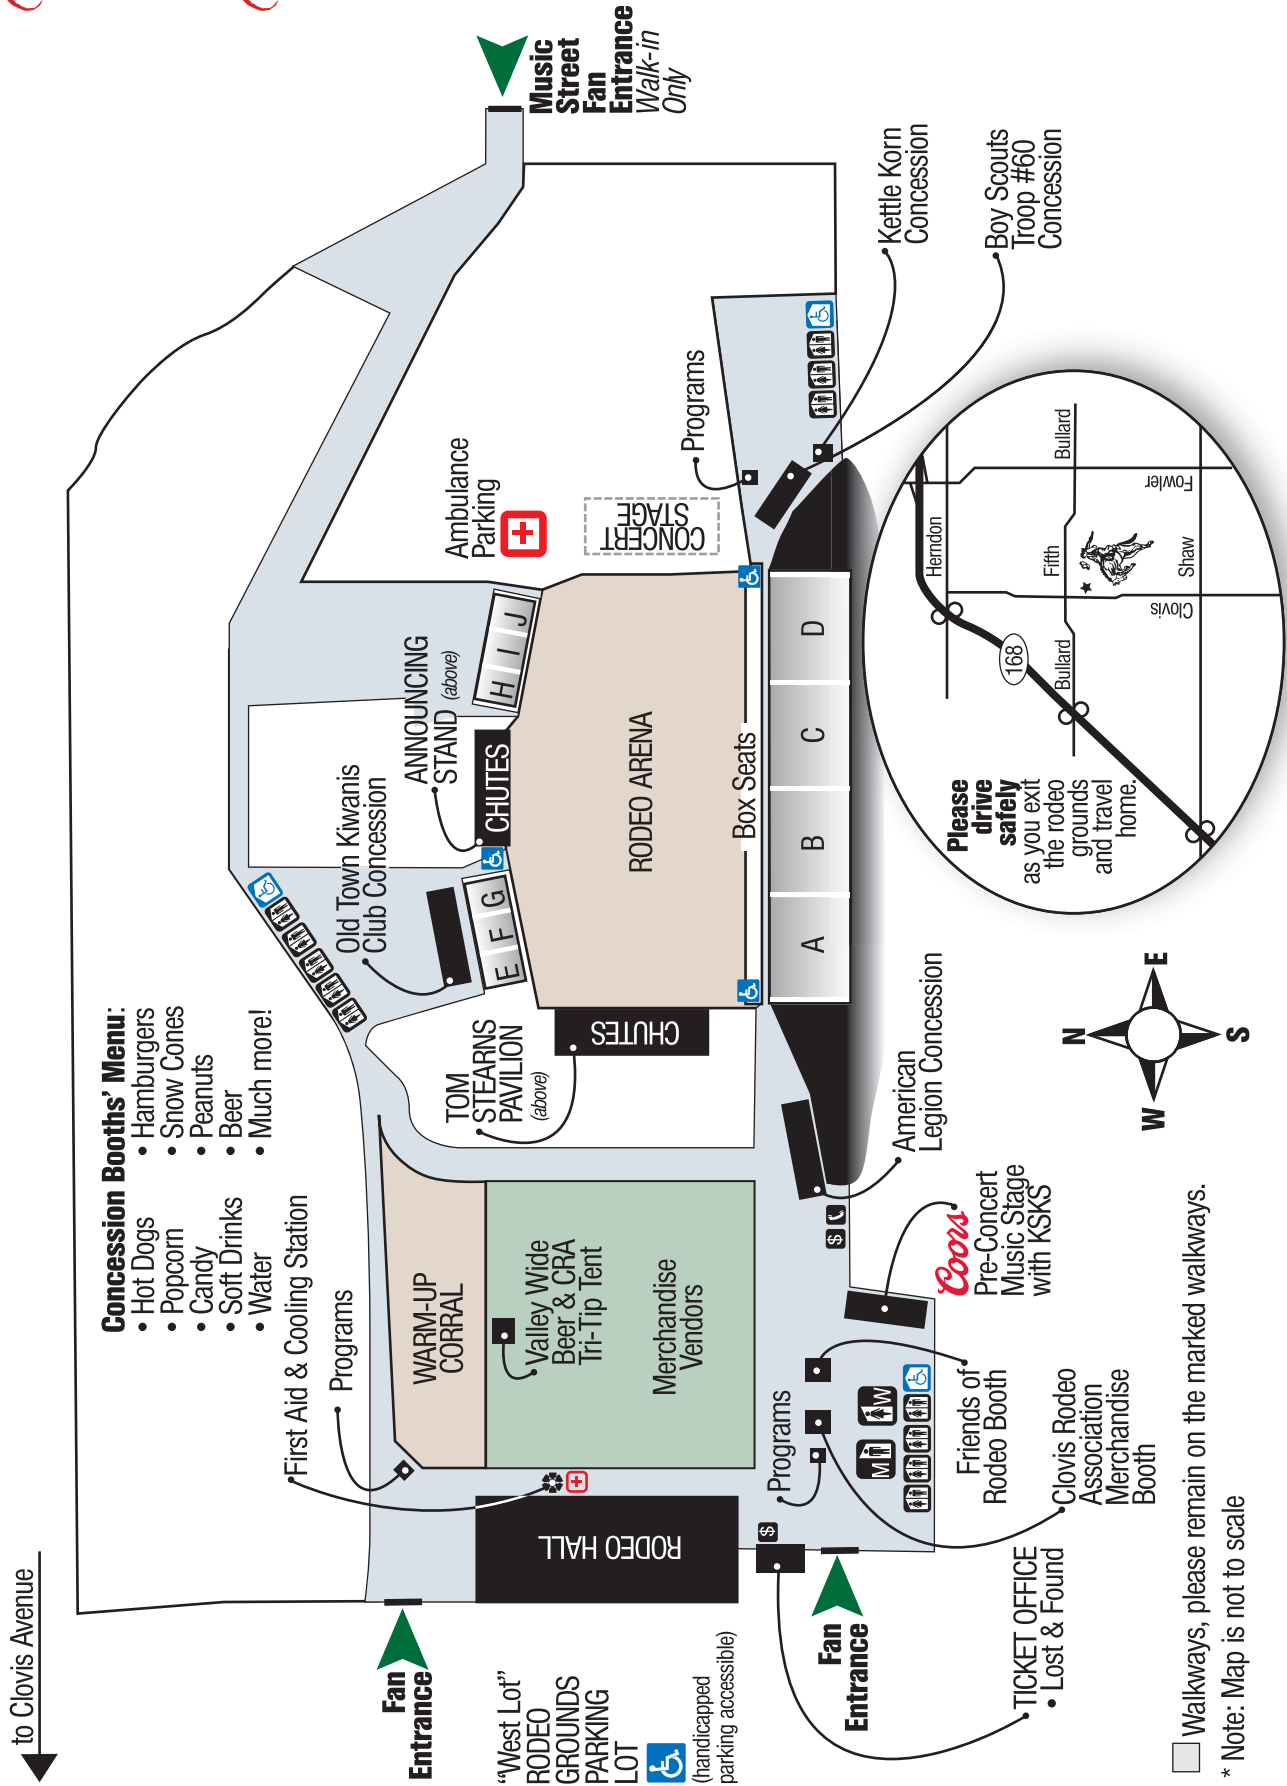 to Clovis Avenue
Concession Booths' Menu:
• Hot Dogs
• Popcorn
• Candy
• Soft Drinks
• Water
• Hamburgers
• Snow Cones
• Peanuts
• Beer
• Much more!
First Aid & Cooling Station
Programs
Fan
Entrance
"West Lot"
RODEO
GROUNDS
PARKING
LOT
(handicapped
parking accessible)
RODEO HALL
WARM-UP
CORRAL
Valley Wide
Beer & CRA
Tri-Tip Tent
Merchandise
Vendors
TOM
STEARNS
PAVILION
(above)
CHUTES
Old Town Kiwanis
Club Concession
ANNOUNCING
STAND (above)
CHUTES
E
F
G
H
I
J
Ambulance
Parking
Music
Street
Fan
Entrance
Walk-in
Only
RODEO ARENA
CONCERT
STAGE
Programs
Box Seats
A
B
C
D
Kettle Korn
Concession
Boy Scouts
Troop #60
Concession
American
Legion Concession
$
Coors
Pre-Concert
Music Stage
with KSKS
Programs
M
W
$
Friends of
Rodeo Booth
Clovis Rodeo
Association
Merchandise
Booth
Fan
Entrance
TICKET OFFICE
• Lost & Found
Please
drive
safely
as you exit
the rodeo
grounds
and travel
home.
Herndon
168
Bullard
Fifth
Bullard
Fowler
Clovis
Shaw
N
W
E
S
Walkways, please remain on the marked walkways.
* Note: Map is not to scale